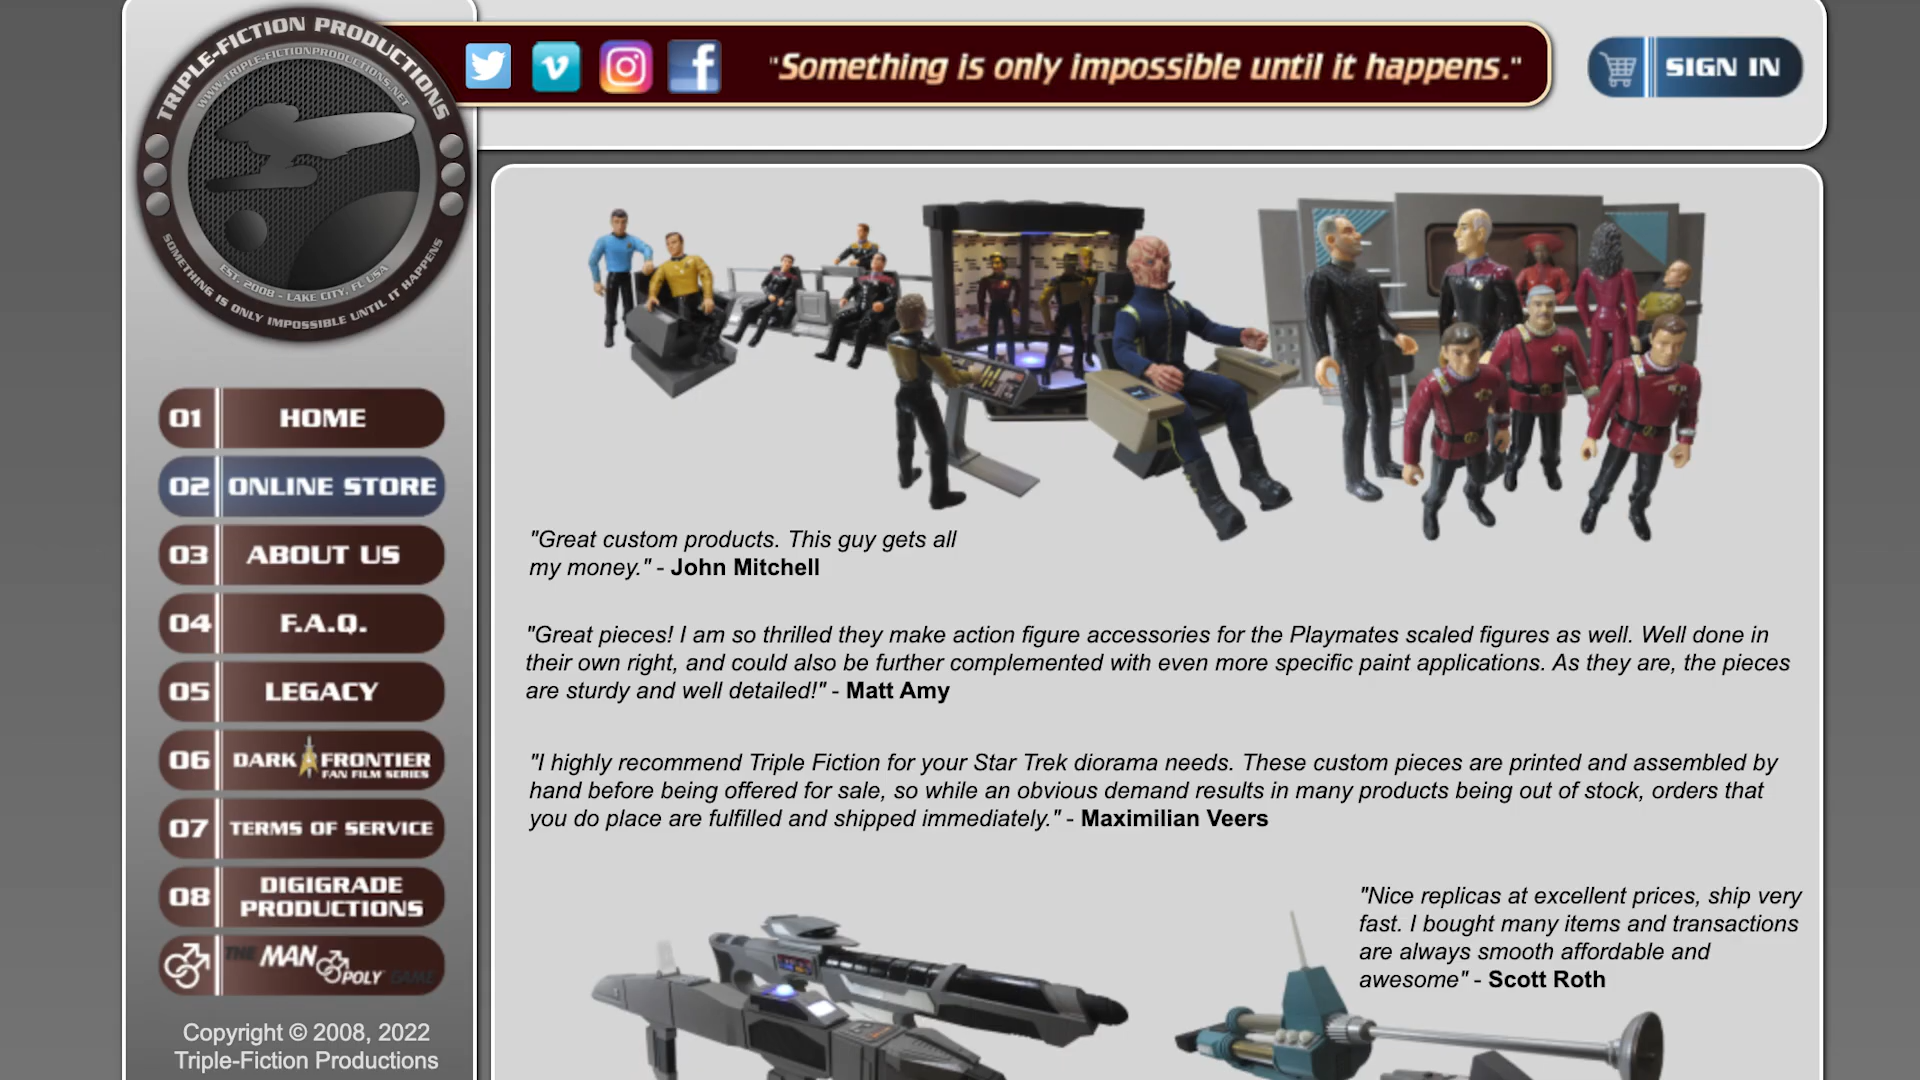 TRIPLE-FICTION PRODUCTIONS
WWW.TRIPLE-FICTIONPRODUCTIONS.NET
EST. 2008 - LAKE CITY, FL USA
SOMETHING IS ONLY IMPOSSIBLE UNTIL IT HAPPENS
"Something is only impossible until it happens."
SIGN IN
01 HOME
02 ONLINE STORE
03 ABOUT US
04 F.A.Q.
05 LEGACY
06 DARK FRONTIER
FAN FILM SERIES
07 TERMS OF SERVICE
08 DIGIGRADE
PRODUCTIONS
THE MAN POLY GAME
Copyright © 2008, 2022
Triple-Fiction Productions
"Great custom products. This guy gets all
my money." - John Mitchell
"Great pieces! I am so thrilled they make action figure accessories for the Playmates scaled figures as well. Well done in
their own right, and could also be further complemented with even more specific paint applications. As they are, the pieces
are sturdy and well detailed!" - Matt Amy
"I highly recommend Triple Fiction for your Star Trek diorama needs. These custom pieces are printed and assembled by
hand before being offered for sale, so while an obvious demand results in many products being out of stock, orders that
you do place are fulfilled and shipped immediately." - Maximilian Veers
"Nice replicas at excellent prices, ship very
fast. I bought many items and transactions
are always smooth affordable and
awesome" - Scott Roth